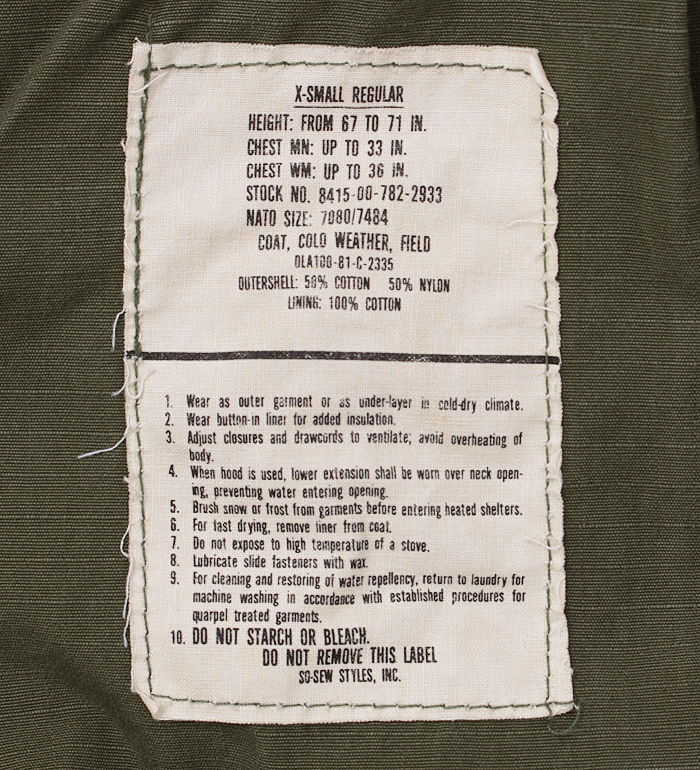 X-SMALL REGULAR
HEIGHT: FROM 67 TO 71 IN.
CHEST MN: UP TO 33 IN.
CHEST WM: UP TO 36 IN.
STOCK NO. 8415-00-782-2933
NATO SIZE: 7080/7484
COAT, COLD WEATHER, FIELD
DLA100-81-C-2335
OUTERSHELL: 50% COTTON 50% NYLON
LINING: 100% COTTON
1. Wear as outer garment or as under-layer in cold-dry climate.
2. Wear button-in liner for added insulation.
3. Adjust closures and drawcords to ventilate; avoid overheating of
body.
4. When hood is used, lower extension shall be worn over neck open-
ing, preventing water entering opening.
5. Brush snow or frost from garments before entering heated shelters.
6. For fast drying, remove liner from coat.
7. Do not expose to high temperature of a stove.
8. Lubricate slide fasteners with wax.
9. For cleaning and restoring of water repellency, return to laundry for
machine washing in accordance with established procedures for
quarpel treated garments.
10. DO NOT STARCH OR BLEACH.
DO NOT REMOVE THIS LABEL
SO-SEW STYLES, INC.